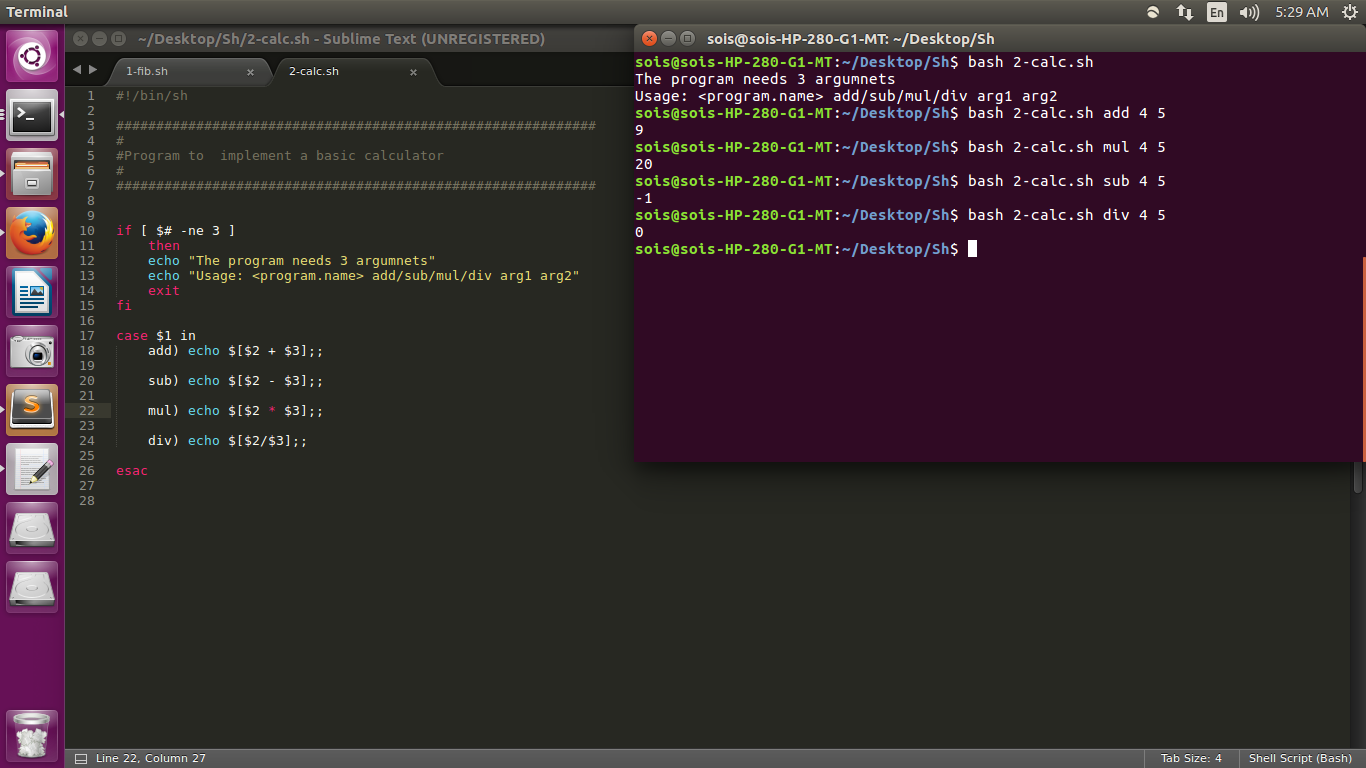 Terminal
En
5:29 AM
~/Desktop/Sh/2-calc.sh - Sublime Text (UNREGISTERED)
1-fib.sh
2-calc.sh
1 #!/bin/sh
2
3 ############################################################
4 #
5 #Program to  implement a basic calculator
6 #
7 ############################################################
8
9
10 if [ $# -ne 3 ]
11     then
12     echo "The program needs 3 argumnets"
13     echo "Usage: <program.name> add/sub/mul/div arg1 arg2"
14     exit
15 fi
16
17 case $1 in
18     add) echo $[$2 + $3];;
19
20     sub) echo $[$2 - $3];;
21
22     mul) echo $[$2 * $3];;
23
24     div) echo $[$2/$3];;
25
26 esac
27
28
sois@sois-HP-280-G1-MT: ~/Desktop/Sh
sois@sois-HP-280-G1-MT:~/Desktop/Sh$ bash 2-calc.sh
The program needs 3 argumnets
Usage: <program.name> add/sub/mul/div arg1 arg2
sois@sois-HP-280-G1-MT:~/Desktop/Sh$ bash 2-calc.sh add 4 5
9
sois@sois-HP-280-G1-MT:~/Desktop/Sh$ bash 2-calc.sh mul 4 5
20
sois@sois-HP-280-G1-MT:~/Desktop/Sh$ bash 2-calc.sh sub 4 5
-1
sois@sois-HP-280-G1-MT:~/Desktop/Sh$ bash 2-calc.sh div 4 5
0
sois@sois-HP-280-G1-MT:~/Desktop/Sh$
Line 22, Column 27
Tab Size: 4
Shell Script (Bash)